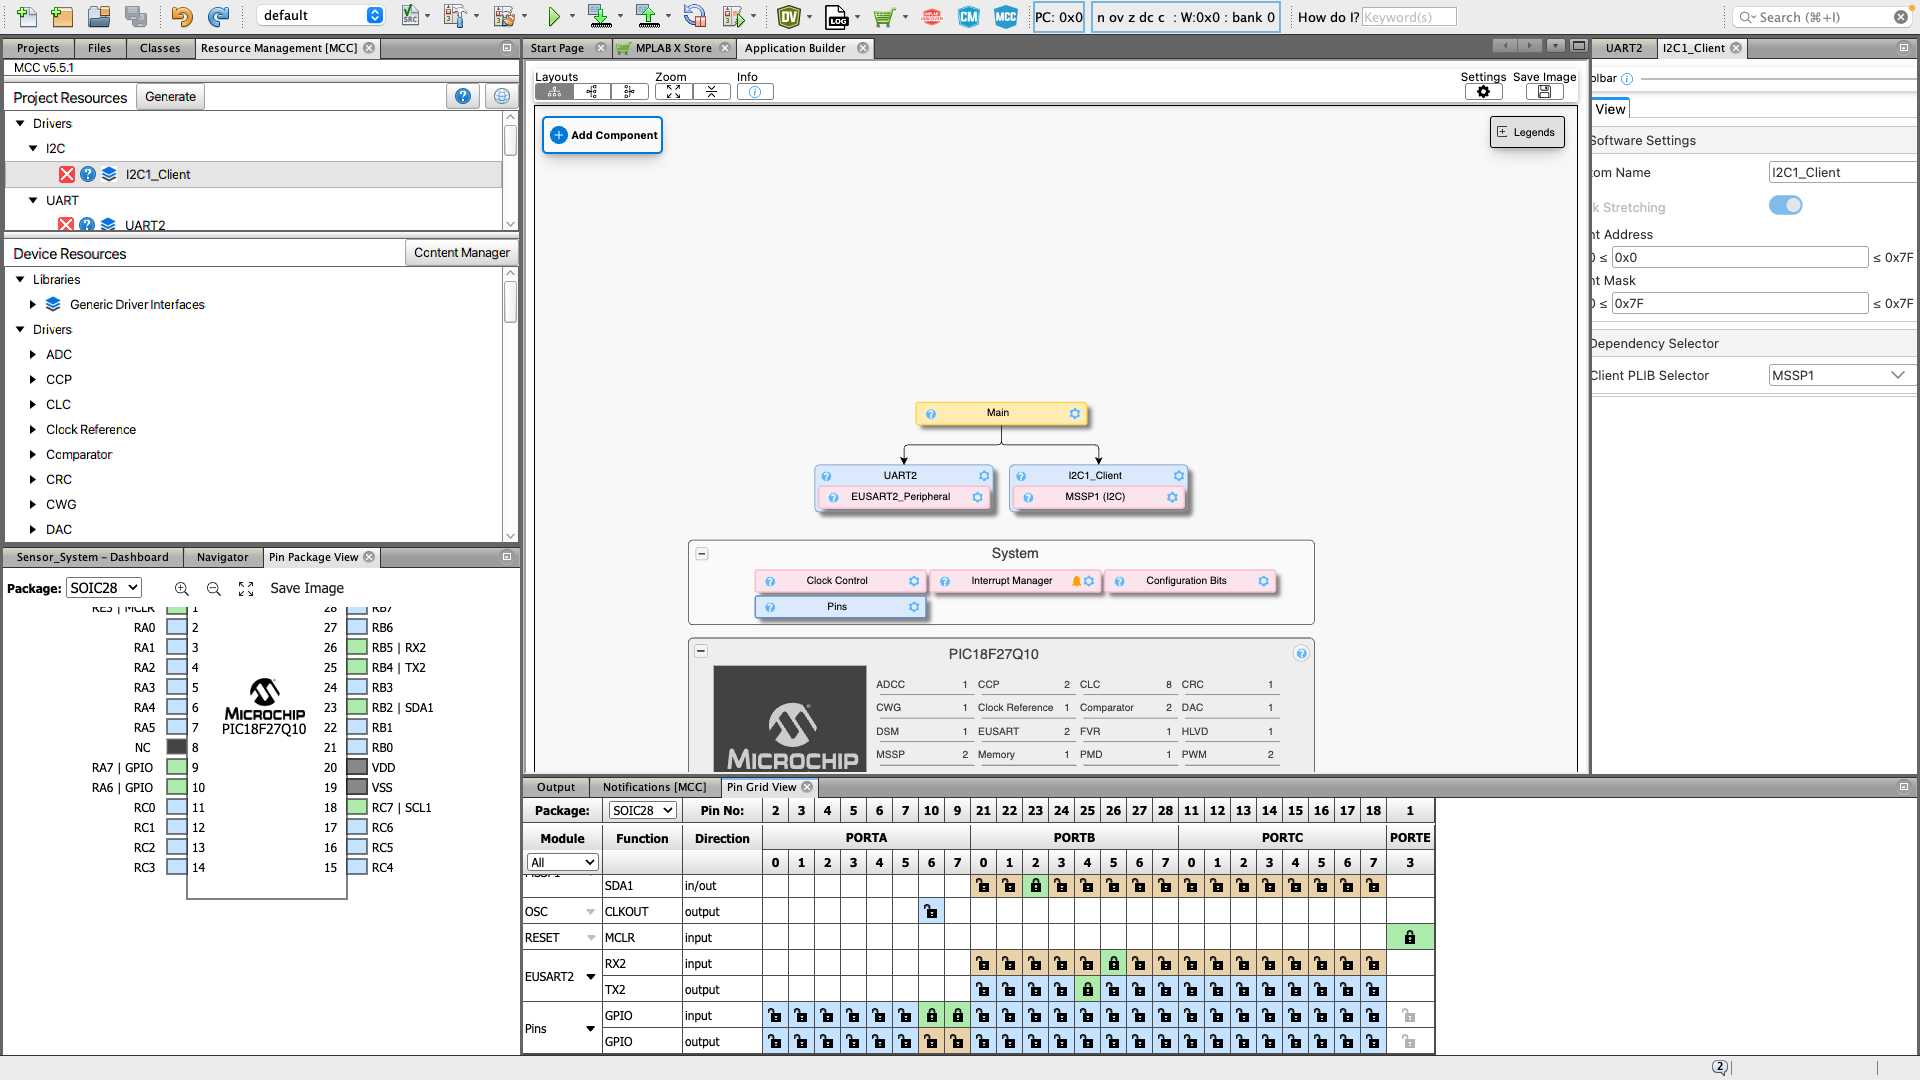 default
PC: 0x0
n ov z dc c : W:0x0 : bank 0
How do I?
Keyword(s)
Search (⌘+I)
Projects
Files
Classes
Resource Management [MCC]
MCC v5.5.1
Project Resources
Generate
Drivers
I2C
I2C1_Client
UART
UART2
Device Resources
Content Manager
Libraries
Generic Driver Interfaces
Drivers
ADC
CCP
CLC
Clock Reference
Comparator
CRC
CWG
DAC
Sensor_System – Dashboard
Navigator
Pin Package View
Package:
SOIC28
Save Image
RE3 | MCLR 1
RA0 2
RA1 3
RA2 4
RA3 5
RA4 6
RA5 7
NC 8
RA7 | GPIO 9
RA6 | GPIO 10
RC0 11
RC1 12
RC2 13
RC3 14
MICROCHIP
PIC18F27Q10
28 RB7
27 RB6
26 RB5 | RX2
25 RB4 | TX2
24 RB3
23 RB2 | SDA1
22 RB1
21 RB0
20 VDD
19 VSS
18 RC7 | SCL1
17 RC6
16 RC5
15 RC4
Start Page
MPLAB X Store
Application Builder
Layouts
Zoom
Info
Settings
Save Image
Add Component
Legends
Main
UART2
EUSART2_Peripheral
I2C1_Client
MSSP1 (I2C)
System
Clock Control
Interrupt Manager
Configuration Bits
Pins
PIC18F27Q10
MICROCHIP
ADCC 1 CCP 2 CLC 8 CRC 1
CWG 1 Clock Reference 1 Comparator 2 DAC 1
DSM 1 EUSART 2 FVR 1 HLVD 1
MSSP 2 Memory 1 PMD 1 PWM 2
Output
Notifications [MCC]
Pin Grid View
Package: SOIC28 Pin No: 2 3 4 5 6 7 10 9 21 22 23 24 25 26 27 28 11 12 13 14 15 16 17 18 1
Module Function Direction PORTA PORTB PORTC PORTE
All 0 1 2 3 4 5 6 7 0 1 2 3 4 5 6 7 0 1 2 3 4 5 6 7 3
SDA1 in/out
OSC CLKOUT output
RESET MCLR input
EUSART2 RX2 input
TX2 output
Pins GPIO input
GPIO output
UART2
I2C1_Client
olbar
View
Software Settings
om Name I2C1_Client
k Stretching
nt Address
≤ 0x0 ≤ 0x7F
nt Mask
≤ 0x7F ≤ 0x7F
Dependency Selector
Client PLIB Selector MSSP1
2